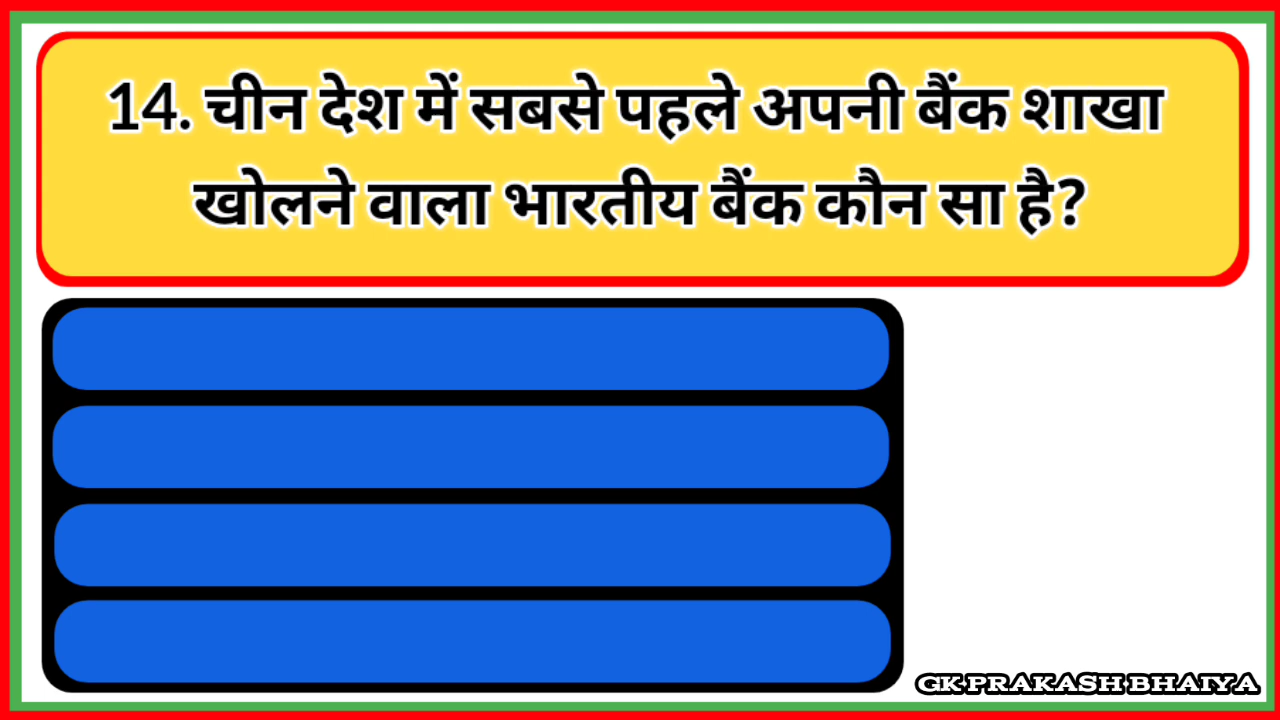 14. चीन देश में सबसे पहले अपनी बैंक शाखा
खोलने वाला भारतीय बैंक कौन सा है?
GK PRAKASH BHAIYA